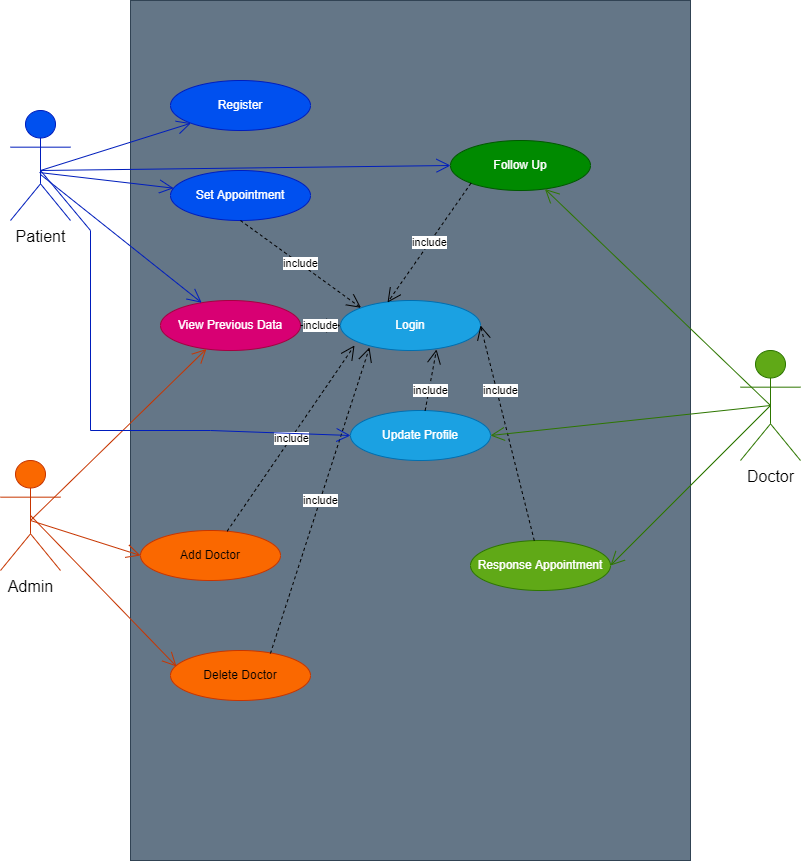 Register
Follow Up
Set Appointment
Patient
include
include
View Previous Data
include
Login
include
include
Update Profile
include
Doctor
include
Add Doctor
Response Appointment
Admin
Delete Doctor